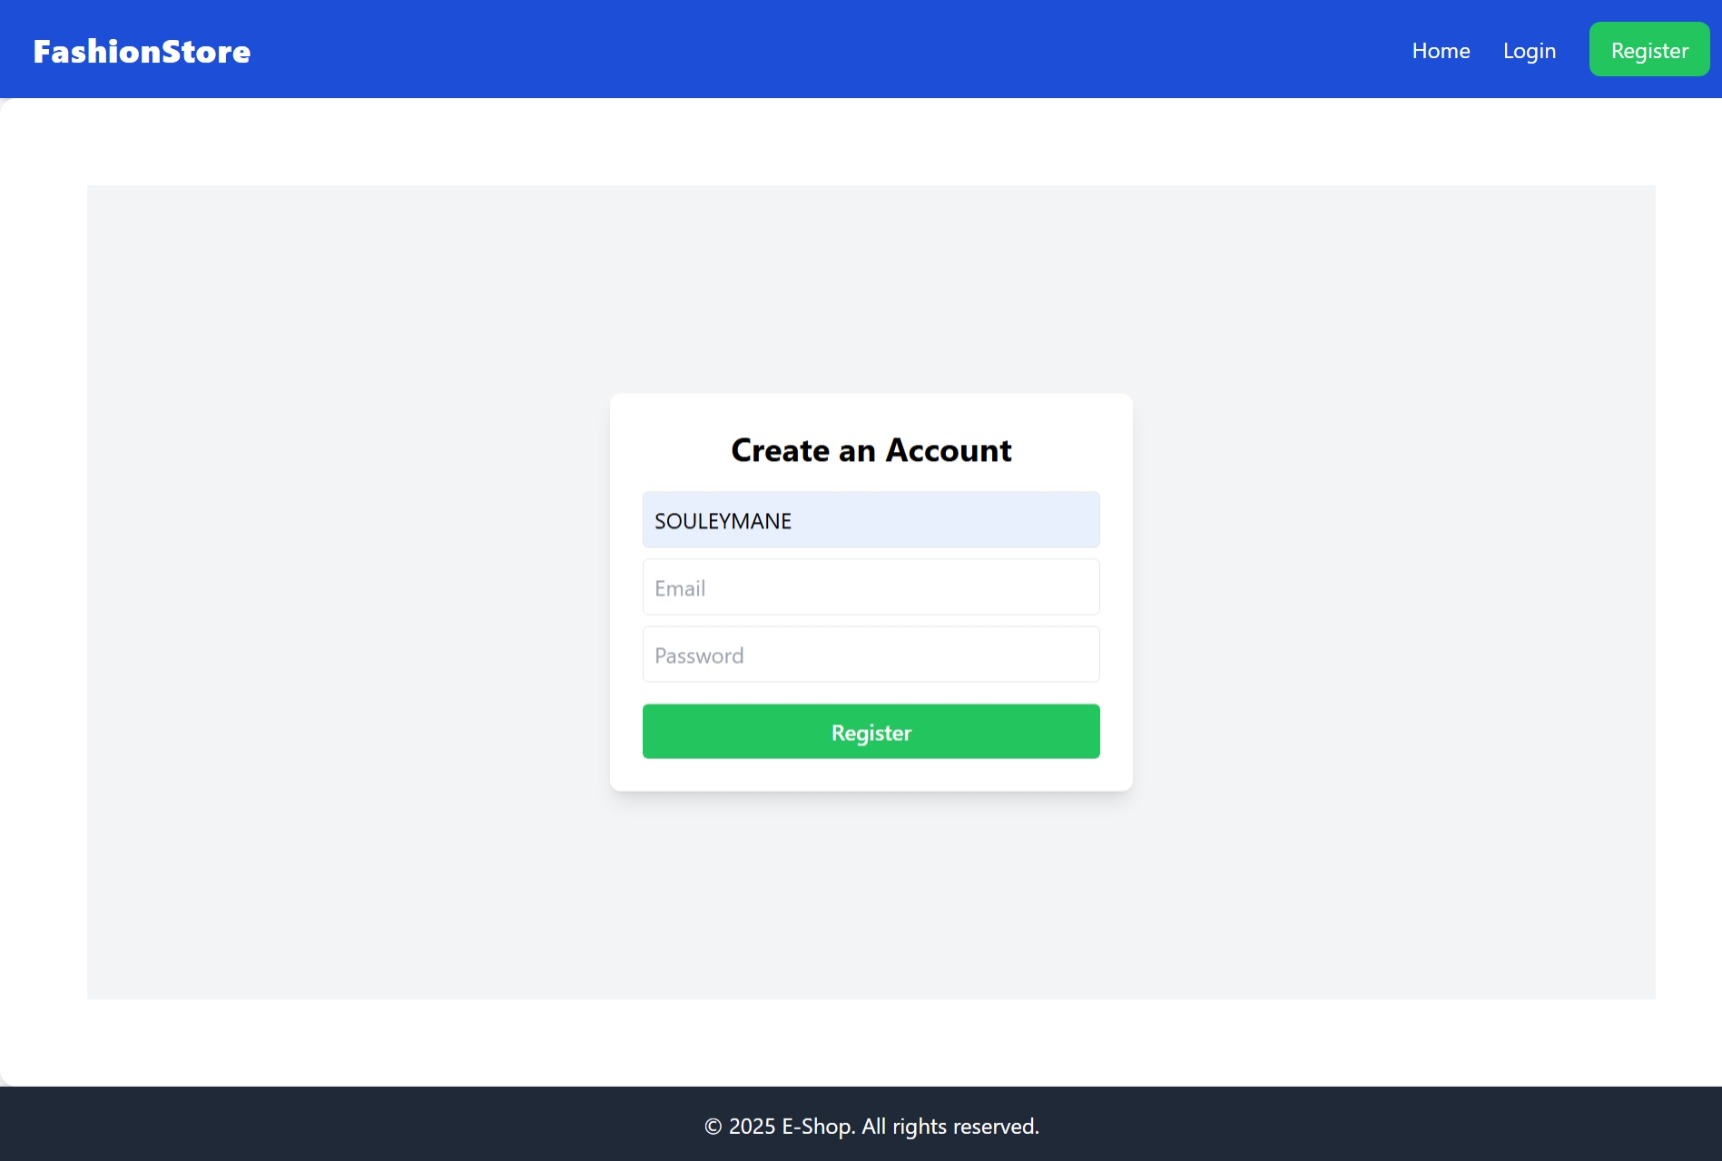 FashionStore
Home Login Register
Create an Account
SOULEYMANE
Email
Password
Register
© 2025 E-Shop. All rights reserved.